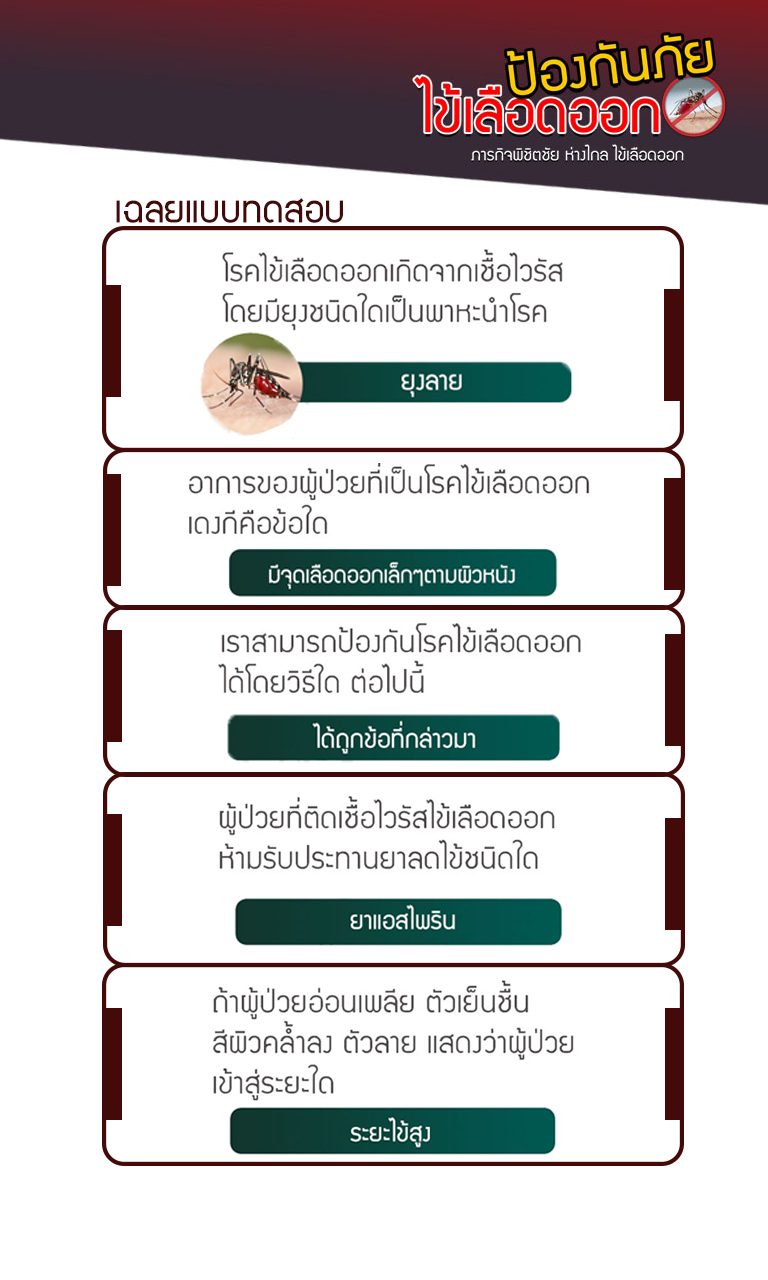 ป้องกันภัย
ไข้เลือดออก
ภารกิจพิชิตชัย ห่างไกล ไข้เลือดออก
เฉลยแบบทดสอบ
โรคไข้เลือดออกเกิดจากเชื้อไวรัส
โดยมียุงชนิดใดเป็นพาหะนำโรค
ยุงลาย
อาการของผู้ป่วยที่เป็นโรคไข้เลือดออก
เดงกีคือข้อใด
มีจุดเลือดออกเล็กๆตามผิวหนัง
เราสามารถป้องกันโรคไข้เลือดออก
ได้โดยวิธีใด ต่อไปนี้
ได้ถูกข้อที่กล่าวมา
ผู้ป่วยที่ติดเชื้อไวรัสไข้เลือดออก
ห้ามรับประทานยาลดไข้ชนิดใด
ยาแอสไพริน
ถ้าผู้ป่วยอ่อนเพลีย ตัวเย็นชื้น
สีผิวคล้ำลง ตัวลาย แสดงว่าผู้ป่วย
เข้าสู่ระยะใด
ระยะไข้สูง